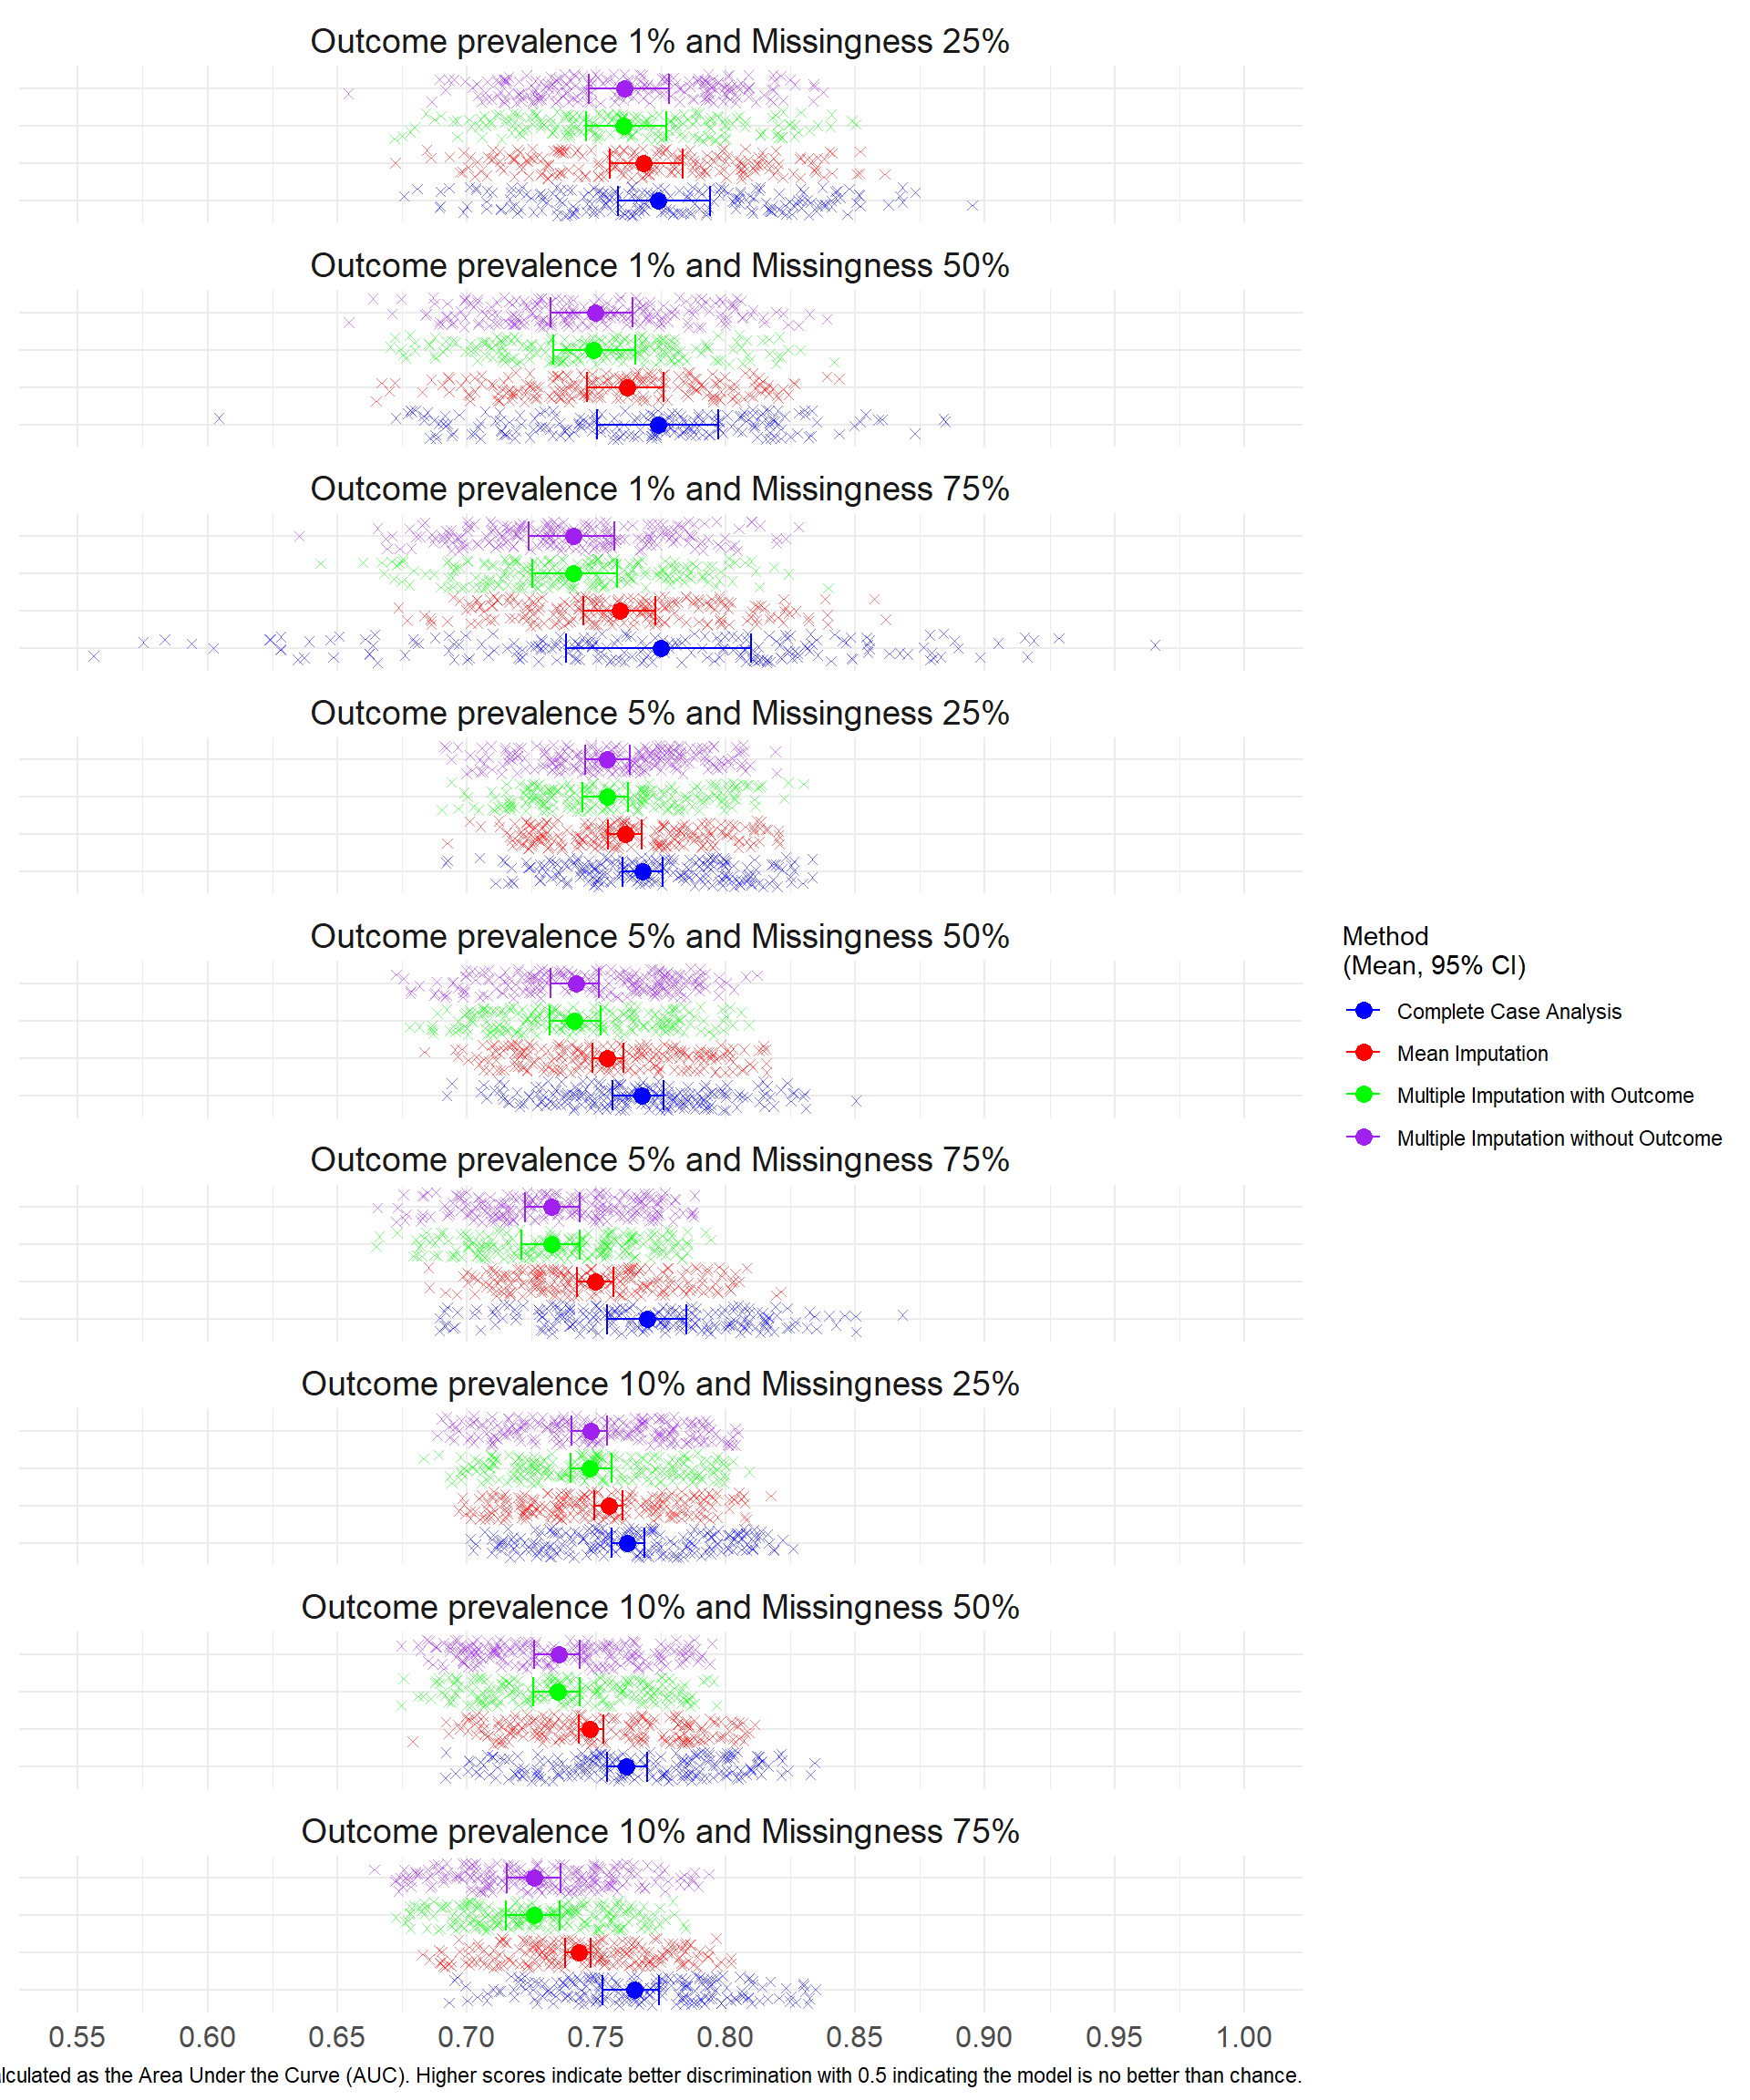 Outcome prevalence 1% and Missingness 25%
Outcome prevalence 1% and Missingness 50%
Outcome prevalence 1% and Missingness 75%
Outcome prevalence 5% and Missingness 25%
Outcome prevalence 5% and Missingness 50%
Outcome prevalence 5% and Missingness 75%
Outcome prevalence 10% and Missingness 25%
Outcome prevalence 10% and Missingness 50%
Outcome prevalence 10% and Missingness 75%
0.55 0.60 0.65 0.70 0.75 0.80 0.85 0.90 0.95 1.00
lculated as the Area Under the Curve (AUC). Higher scores indicate better discrimination with 0.5 indicating the model is no better than chance.
Method
(Mean, 95% CI)
Complete Case Analysis
Mean Imputation
Multiple Imputation with Outcome
Multiple Imputation without Outcome